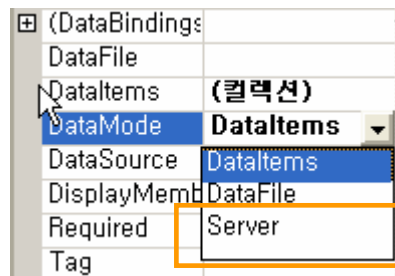 (DataBindings
DataFile
DataItems (컬렉션)
DataMode DataItems
DataSource DataItems
DisplayMemb DataFile
Required Server
Tag